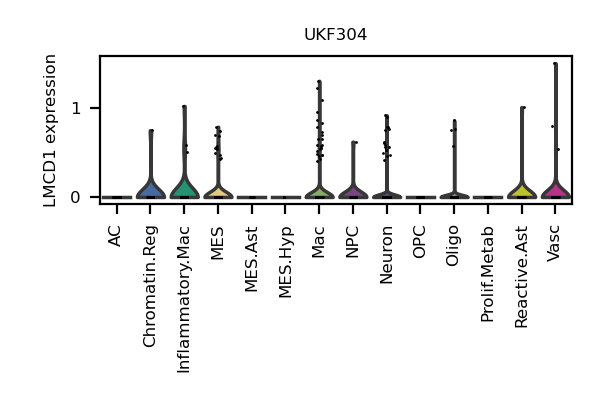 UKF304
LMCD1 expression
1
0
AC
Chromatin.Reg
Inflammatory.Mac
MES
MES.Ast
MES.Hyp
Mac
NPC
Neuron
OPC
Oligo
Prolif.Metab
Reactive.Ast
Vasc